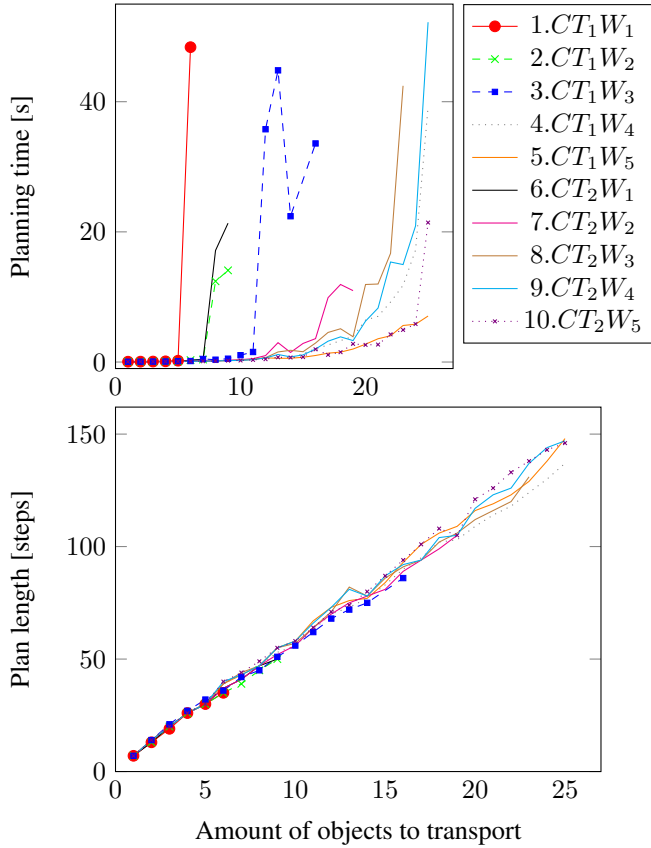 Planning time [s]
40
20
0
0
10
20
1.CT₁W₁
2.CT₁W₂
3.CT₁W₃
4.CT₁W₄
5.CT₁W₅
6.CT₂W₁
7.CT₂W₂
8.CT₂W₃
9.CT₂W₄
10.CT₂W₅
Plan length [steps]
150
100
50
0
0
5
10
15
20
25
Amount of objects to transport